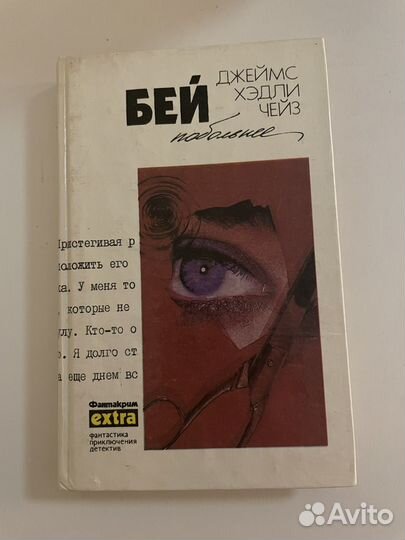 ДЖЕЙМС
ХЭДЛИ
ЧЕЙЗ
БЕЙ
побольнее
Пристегивая р
положить его
ка. У меня то
, которые не
улу. Кто-то о
о. Я долго ст
а еще днем вс
Фантакрим
extra
фантастика
приключения
детектив
Avito